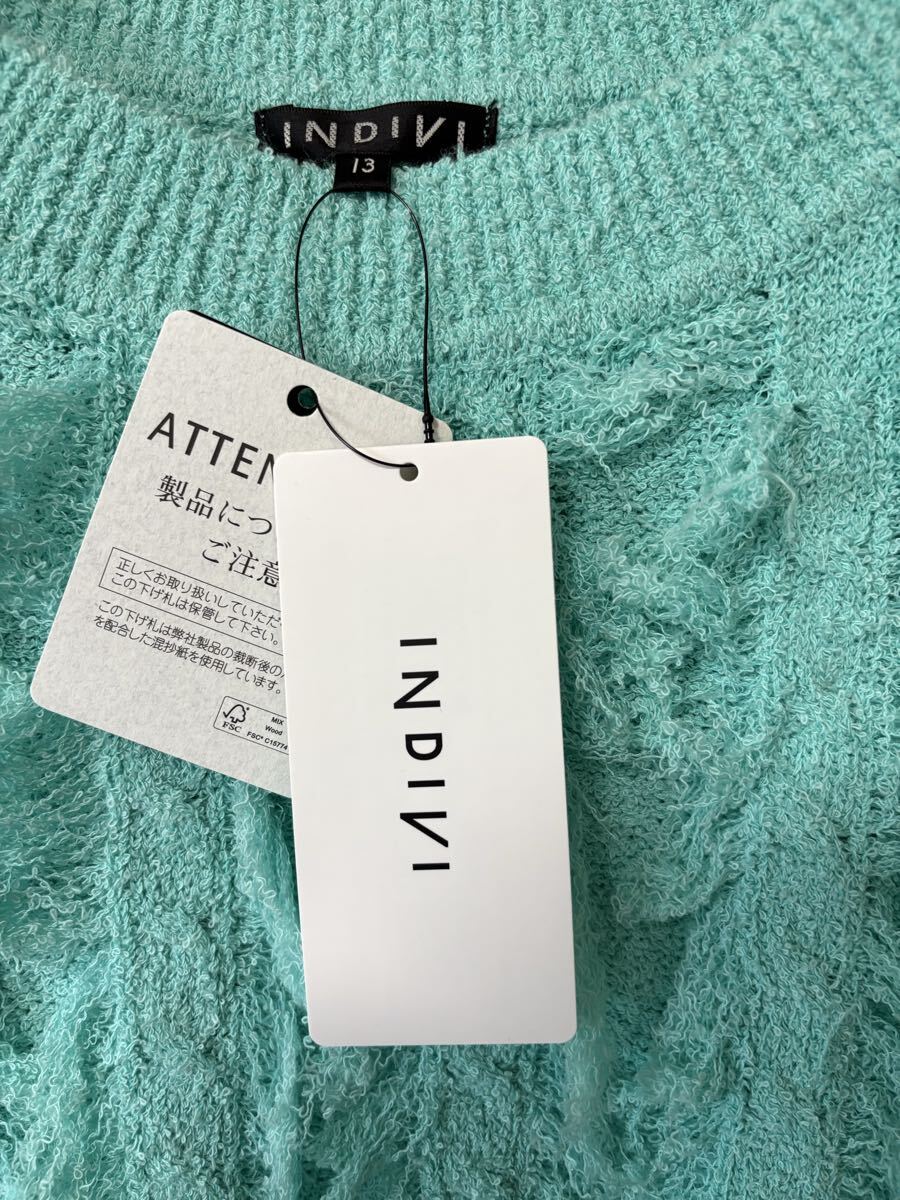 INDIVI
13
ATTEN
製品につ
ご注意
正しくお取り扱いしていただ
この下げ札は保管して下さい。
この下げ札は弊社製品の裁断後の
を配合した混抄紙を使用しています。
FSC
MIX
Wood
FSC® C15774
INDIVI